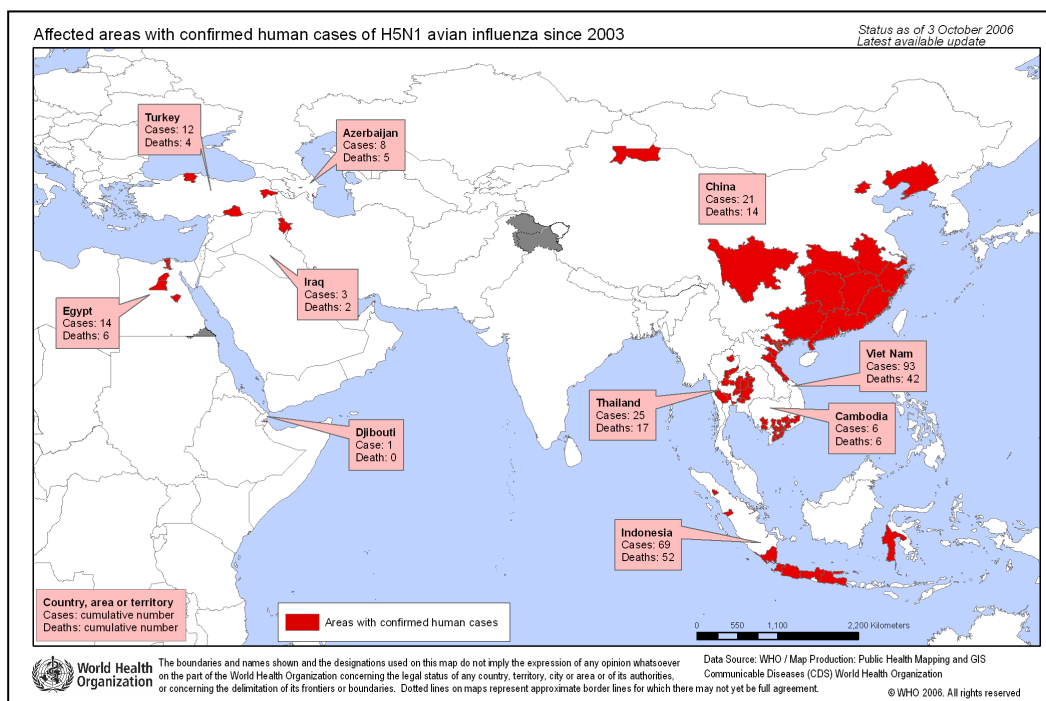 Affected areas with confirmed human cases of H5N1 avian influenza since 2003
Status as of 3 October 2006
Latest available update
Turkey
Cases: 12
Deaths: 4
Azerbaijan
Cases: 8
Deaths: 5
China
Cases: 21
Deaths: 14
Iraq
Cases: 3
Deaths: 2
Egypt
Cases: 14
Deaths: 6
Viet Nam
Cases: 93
Deaths: 42
Thailand
Cases: 25
Deaths: 17
Cambodia
Cases: 6
Deaths: 6
Djibouti
Case: 1
Death: 0
Indonesia
Cases: 69
Deaths: 52
Country, area or territory
Cases: cumulative number
Deaths: cumulative number
Areas with confirmed human cases
0 550 1,100 2,200 Kilometers
World Health
Organization
The boundaries and names shown and the designations used on this map do not imply the expression of any opinion whatsoever
on the part of the World Health Organization concerning the legal status of any country, territory, city or area or of its authorities,
or concerning the delimitation of its frontiers or boundaries. Dotted lines on maps represent approximate border lines for which there may not yet be full agreement.
Data Source: WHO / Map Production: Public Health Mapping and GIS
Communicable Diseases (CDS) World Health Organization
© WHO 2006. All rights reserved